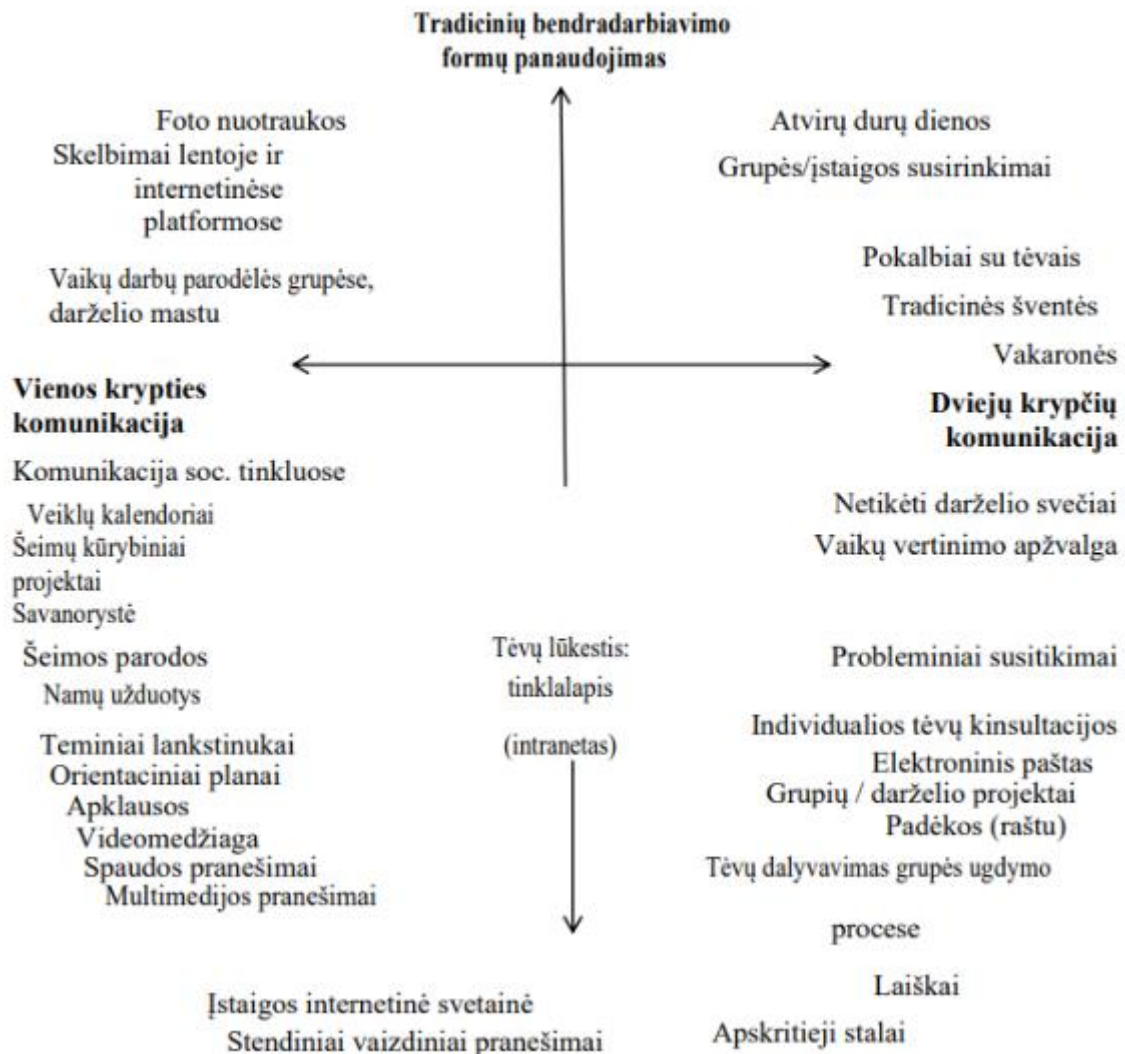 Tradicinių bendradarbiavimo
formų panaudojimas
Foto nuotraukos
Skelbimai lentoje ir
internetinėse
platformose
Vaikų darbų parodėlės grupėse,
darželio mastu
Atvirų durų dienos
Grupės/įstaigos susirinkimai
Pokalbiai su tėvais
Tradicinės šventės
Vakaronės
Vienos krypties
komunikacija
Dviejų krypčių
komunikacija
Komunikacija soc. tinkluose
Veiklų kalendoriai
Šeimų kūrybiniai
projektai
Savanorystė
Šeimos parodos
Namų užduotys
Teminiai lankstinukai
Orientaciniai planai
Apklausos
Videomedžiaga
Spaudos pranešimai
Multimedijos pranešimai
Tėvų lūkestis:
tinklalapis
(intranetas)
Netikėti darželio svečiai
Vaikų vertinimo apžvalga
Probleminiai susitikimai
Individualios tėvų kinsultacijos
Elektroninis paštas
Grupių / darželio projektai
Padėkos (raštu)
Tėvų dalyvavimas grupės ugdymo
procese
Laiškai
Apskritieji stalai
Įstaigos internetinė svetainė
Stendiniai vaizdiniai pranešimai